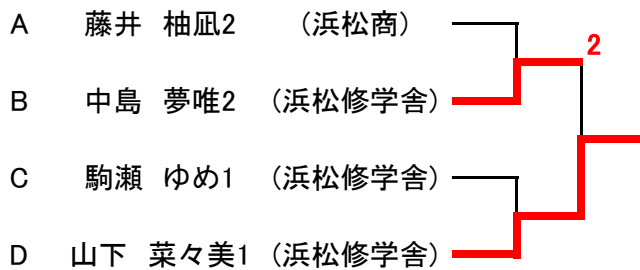 A 藤井 柚凪2 (浜松商)
2
B 中島 夢唯2 (浜松修学舎)
C 駒瀬 ゆめ1 (浜松修学舎)
D 山下 菜々美1 (浜松修学舎)